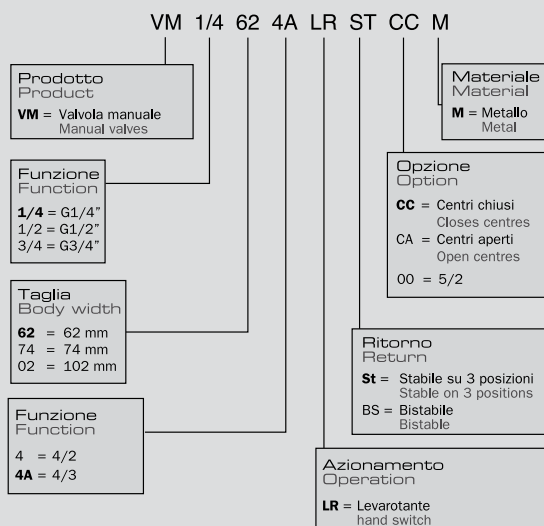 VM 1/4 62 4A LR ST CC M
Prodotto
Product
VM = Valvola manuale
Manual valves
Funzione
Function
1/4 = G1/4"
1/2 = G1/2"
3/4 = G3/4"
Taglia
Body width
62 = 62 mm
74 = 74 mm
02 = 102 mm
Funzione
Function
4 = 4/2
4A = 4/3
Materiale
Material
M = Metallo
Metal
Opzione
Option
CC = Centri chiusi
Closes centres
CA = Centri aperti
Open centres
00 = 5/2
Ritorno
Return
St = Stabile su 3 posizioni
Stable on 3 positions
BS = Bistabile
Bistable
Azionamento
Operation
LR = Levarotante
hand switch